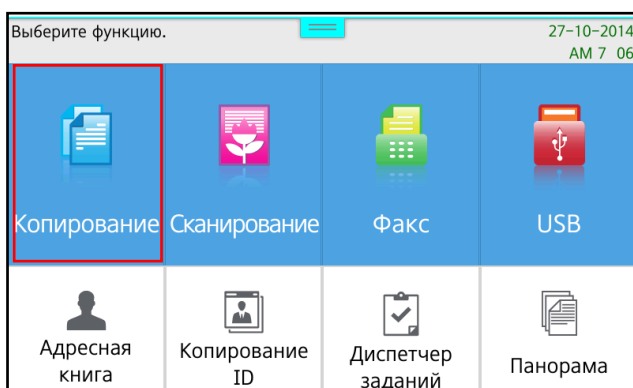 Выберите функцию.
27-10-2014
AM 7 06
Копирование
Сканирование
Факс
USB
Адресная
книга
Копирование
ID
Диспетчер
заданий
Панорама